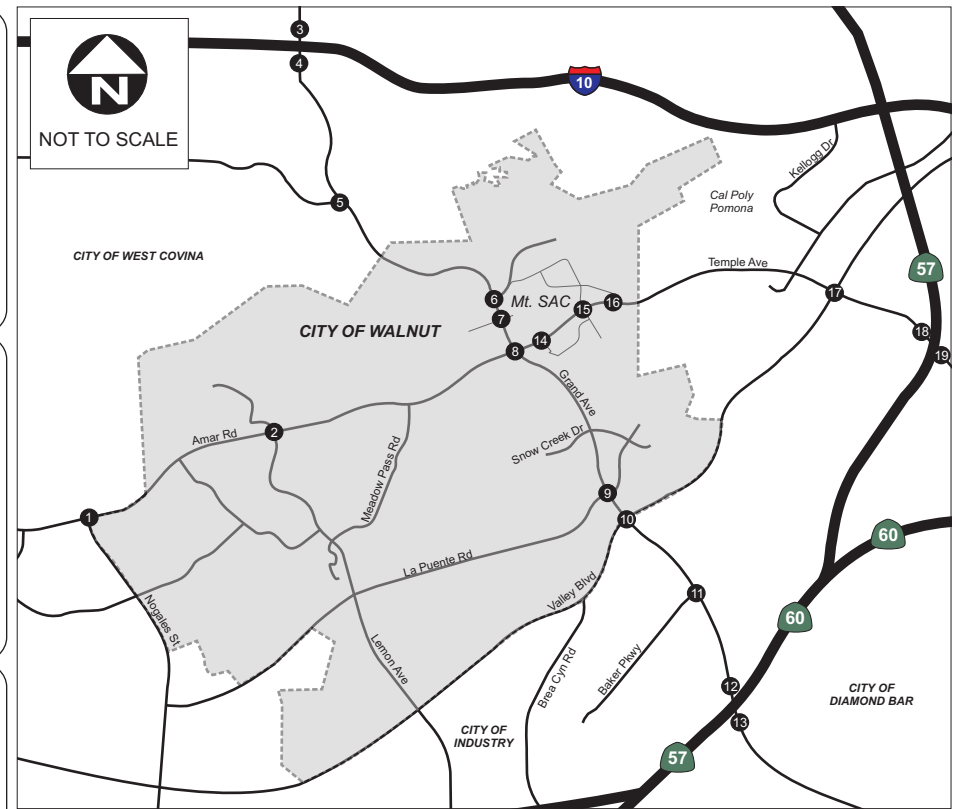 3
4
10
N
NOT TO SCALE
Kellogg Dr
Cal Poly
Pomona
5
CITY OF WEST COVINA
Temple Ave
57
6
Mt. SAC
7
15
16
17
CITY OF WALNUT
14
8
18
19
Grand Ave
Amar Rd
2
Snow Creek Dr
Meadow Pass Rd
9
1
10
60
La Puente Rd
Valley Blvd
11
Nogales St
60
Lemon Ave
Brea Cyn Rd
Baker Pkwy
12
CITY OF
DIAMOND BAR
13
CITY OF
INDUSTRY
57